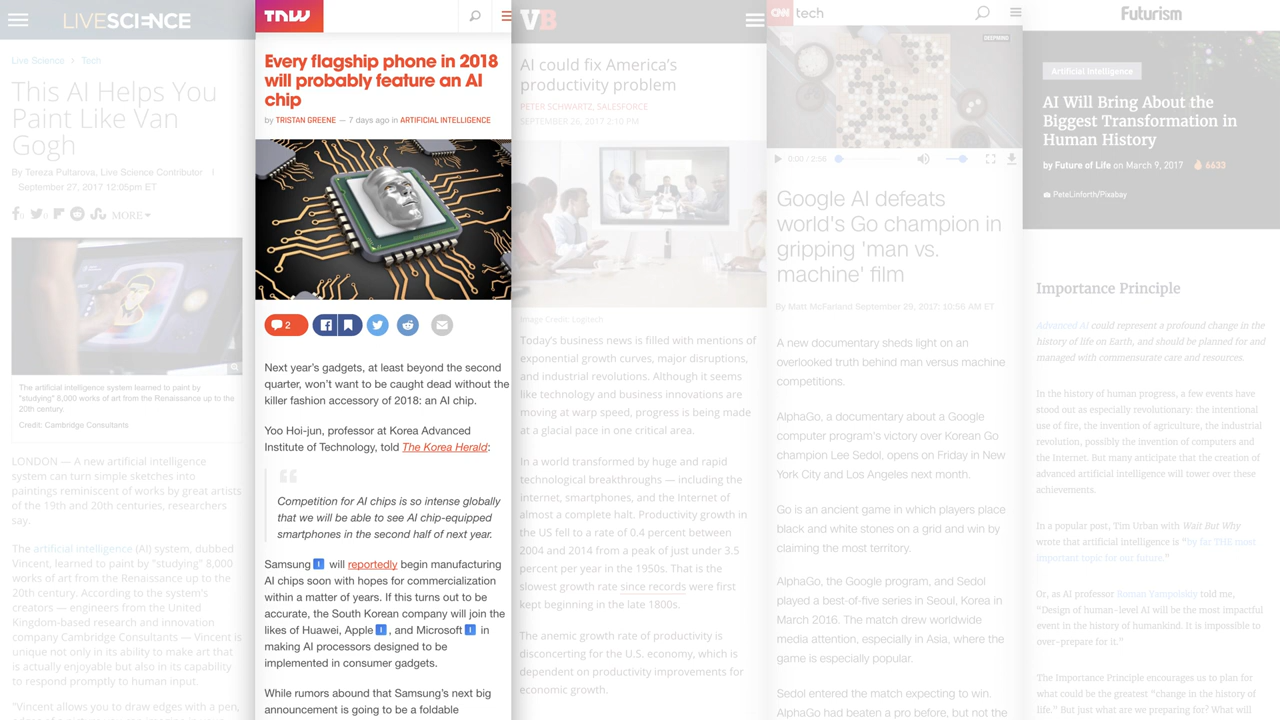 LIVESCIENCE
Live Science > Tech
This AI Helps You
Paint Like Van
Gogh
By Tereza Pultarova, Live Science Contributor |
September 27, 2017 12:05pm ET
MORE
The artificial intelligence system learned to paint by
"studying" 8,000 works of art from the Renaissance up to the
20th century.
Credit: Cambridge Consultants
LONDON — A new artificial intelligence
system can turn simple sketches into
paintings reminiscent of works by great artists
of the 19th and 20th centuries, researchers
say.
The artificial intelligence (AI) system, dubbed
Vincent, learned to paint by "studying" 8,000
works of art from the Renaissance up to the
20th century. According to the system's
creators — engineers from the United
Kingdom-based research and innovation
company Cambridge Consultants — Vincent is
unique not only in its ability to make art that
is actually enjoyable but also in its capability
to respond promptly to human input.
"Vincent allows you to draw edges with a pen,
TNW
Every flagship phone in 2018
will probably feature an AI
chip
by TRISTAN GREENE — 7 days ago in ARTIFICIAL INTELLIGENCE
2
Next year's gadgets, at least beyond the second
quarter, won't want to be caught dead without the
killer fashion accessory of 2018: an AI chip.
Yoo Hoi-jun, professor at Korea Advanced
Institute of Technology, told The Korea Herald:
Competition for AI chips is so intense globally
that we will be able to see AI chip-equipped
smartphones in the second half of next year.
Samsung will reportedly begin manufacturing
AI chips soon with hopes for commercialization
within a matter of years. If this turns out to be
accurate, the South Korean company will join the
likes of Huawei, Apple , and Microsoft in
making AI processors designed to be
implemented in consumer gadgets.
While rumors abound that Samsung's next big
announcement is going to be a foldable
VB
AI could fix America's
productivity problem
PETER SCHWARTZ, SALESFORCE
SEPTEMBER 26, 2017 2:10 PM
Image Credit: Logitech
Today's business news is filled with mentions of
exponential growth curves, major disruptions,
and industrial revolutions. Although it seems
like technology and business innovations are
moving at warp speed, progress is being made
at a glacial pace in one critical area.
In a world transformed by huge and rapid
technological breakthroughs — including the
internet, smartphones, and the Internet of
almost a complete halt. Productivity growth in
the US fell to a rate of 0.4 percent between
2004 and 2014 from a peak of just under 3.5
percent per year in the 1950s. That is the
slowest growth rate since records were first
kept beginning in the late 1800s.
The anemic growth rate of productivity is
disconcerting for the U.S. economy, which is
dependent on productivity improvements for
economic growth.
CNN tech
DEEPMIND
0:00 / 2:56
Google AI defeats
world's Go champion in
gripping 'man vs.
machine' film
By Matt McFarland September 29, 2017: 10:56 AM ET
A new documentary sheds light on an
overlooked truth behind man versus machine
competitions.
AlphaGo, a documentary about a Google
computer program's victory over Korean Go
champion Lee Sedol, opens on Friday in New
York City and Los Angeles next month.
Go is an ancient game in which players place
black and white stones on a grid and win by
claiming the most territory.
AlphaGo, the Google program, and Sedol
played a best-of-five series in Seoul, Korea in
March 2016. The match drew worldwide
media attention, especially in Asia, where the
game is especially popular.
Sedol entered the match expecting to win.
AlphaGo had beaten a pro before, but not the
Futurism
Artificial Intelligence
AI Will Bring About the
Biggest Transformation in
Human History
by Future of Life on March 9, 2017 6633
PeteLinforth/Pixabay
Importance Principle
Advanced AI could represent a profound change in the
history of life on Earth, and should be planned for and
managed with commensurate care and resources.
In the history of human progress, a few events have
stood out as especially revolutionary: the intentional
use of fire, the invention of agriculture, the industrial
revolution, possibly the invention of computers and
the Internet. But many anticipate that the creation of
advanced artificial intelligence will tower over these
achievements.
In a popular post, Tim Urban with Wait But Why
wrote that artificial intelligence is "by far THE most
important topic for our future."
Or, as AI professor Roman Yampolskiy told me,
"Design of human-level AI will be the most impactful
event in the history of humankind. It is impossible to
over-prepare for it."
The Importance Principle encourages us to plan for
what could be the greatest "change in the history of
life." But just what are we preparing for? What will